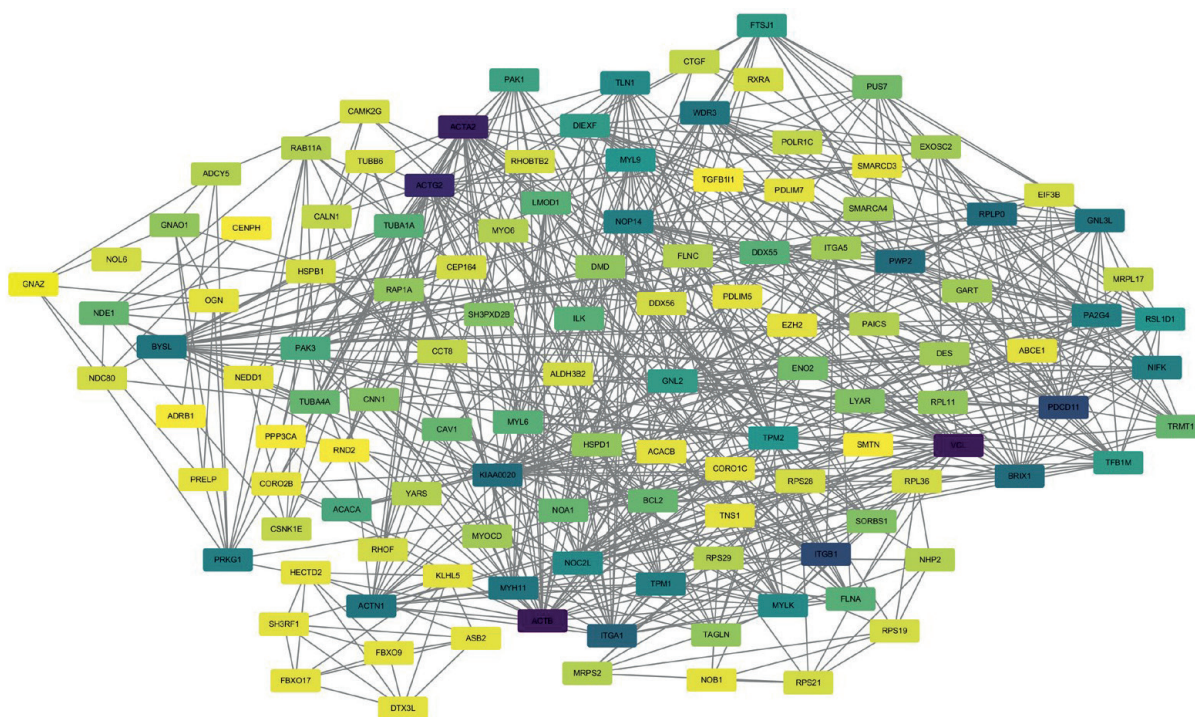 FTSJ1
CTGF
RXRA
PAK1
TLN1
PUS7
CAMK2G
WDR3
ACTA2
DIEXF
POLR1C
EXOSC2
RAB11A
TUBB6
RHOBTB2
MYL9
SMARCD3
ADCY5
ACTG2
TGFB1I1
PDLIM7
EIF3B
LMOD1
SMARCA4
GNAO1
CALN1
CENPH
TUBA1A
MYO6
NOP14
RPLP0
GNL3L
NOL6
HSPB1
CEP164
DMD
FLNC
DDX55
ITGA5
PWP2
GNAZ
RAP1A
MRPL17
OGN
SH3PXD2B
ILK
DDX56
PDLIM5
GART
NDE1
EZH2
PAICS
PA2G4
RSL1D1
BYSL
PAK3
CCT8
DES
ABCE1
NDC80
NEDD1
ALDH3B2
GNL2
ENO2
NIFK
TUBA4A
CNN1
LYAR
RPL11
PDCD11
ADRB1
CAV1
MYL6
TRMT1
PPP3CA
RND2
HSPD1
ACACB
TPM2
SMTN
PRELP
CORO2B
KIAA0020
CORO1C
RPS28
RPL36
BRIX1
TFB1M
CSNK1E
ACACA
YARS
NOA1
BCL2
TNS1
SORBS1
PRKG1
RHOF
MYOCD
NOC2L
RPS29
ITGB1
NHP2
HECTD2
KLHL5
MYH11
TPM1
FLNA
ACTN1
ACTB
ITGA1
MYLK
SH3RF1
ASB2
TAGLN
RPS19
FBXO9
FBXO17
MRPS2
NOB1
RPS21
DTX3L